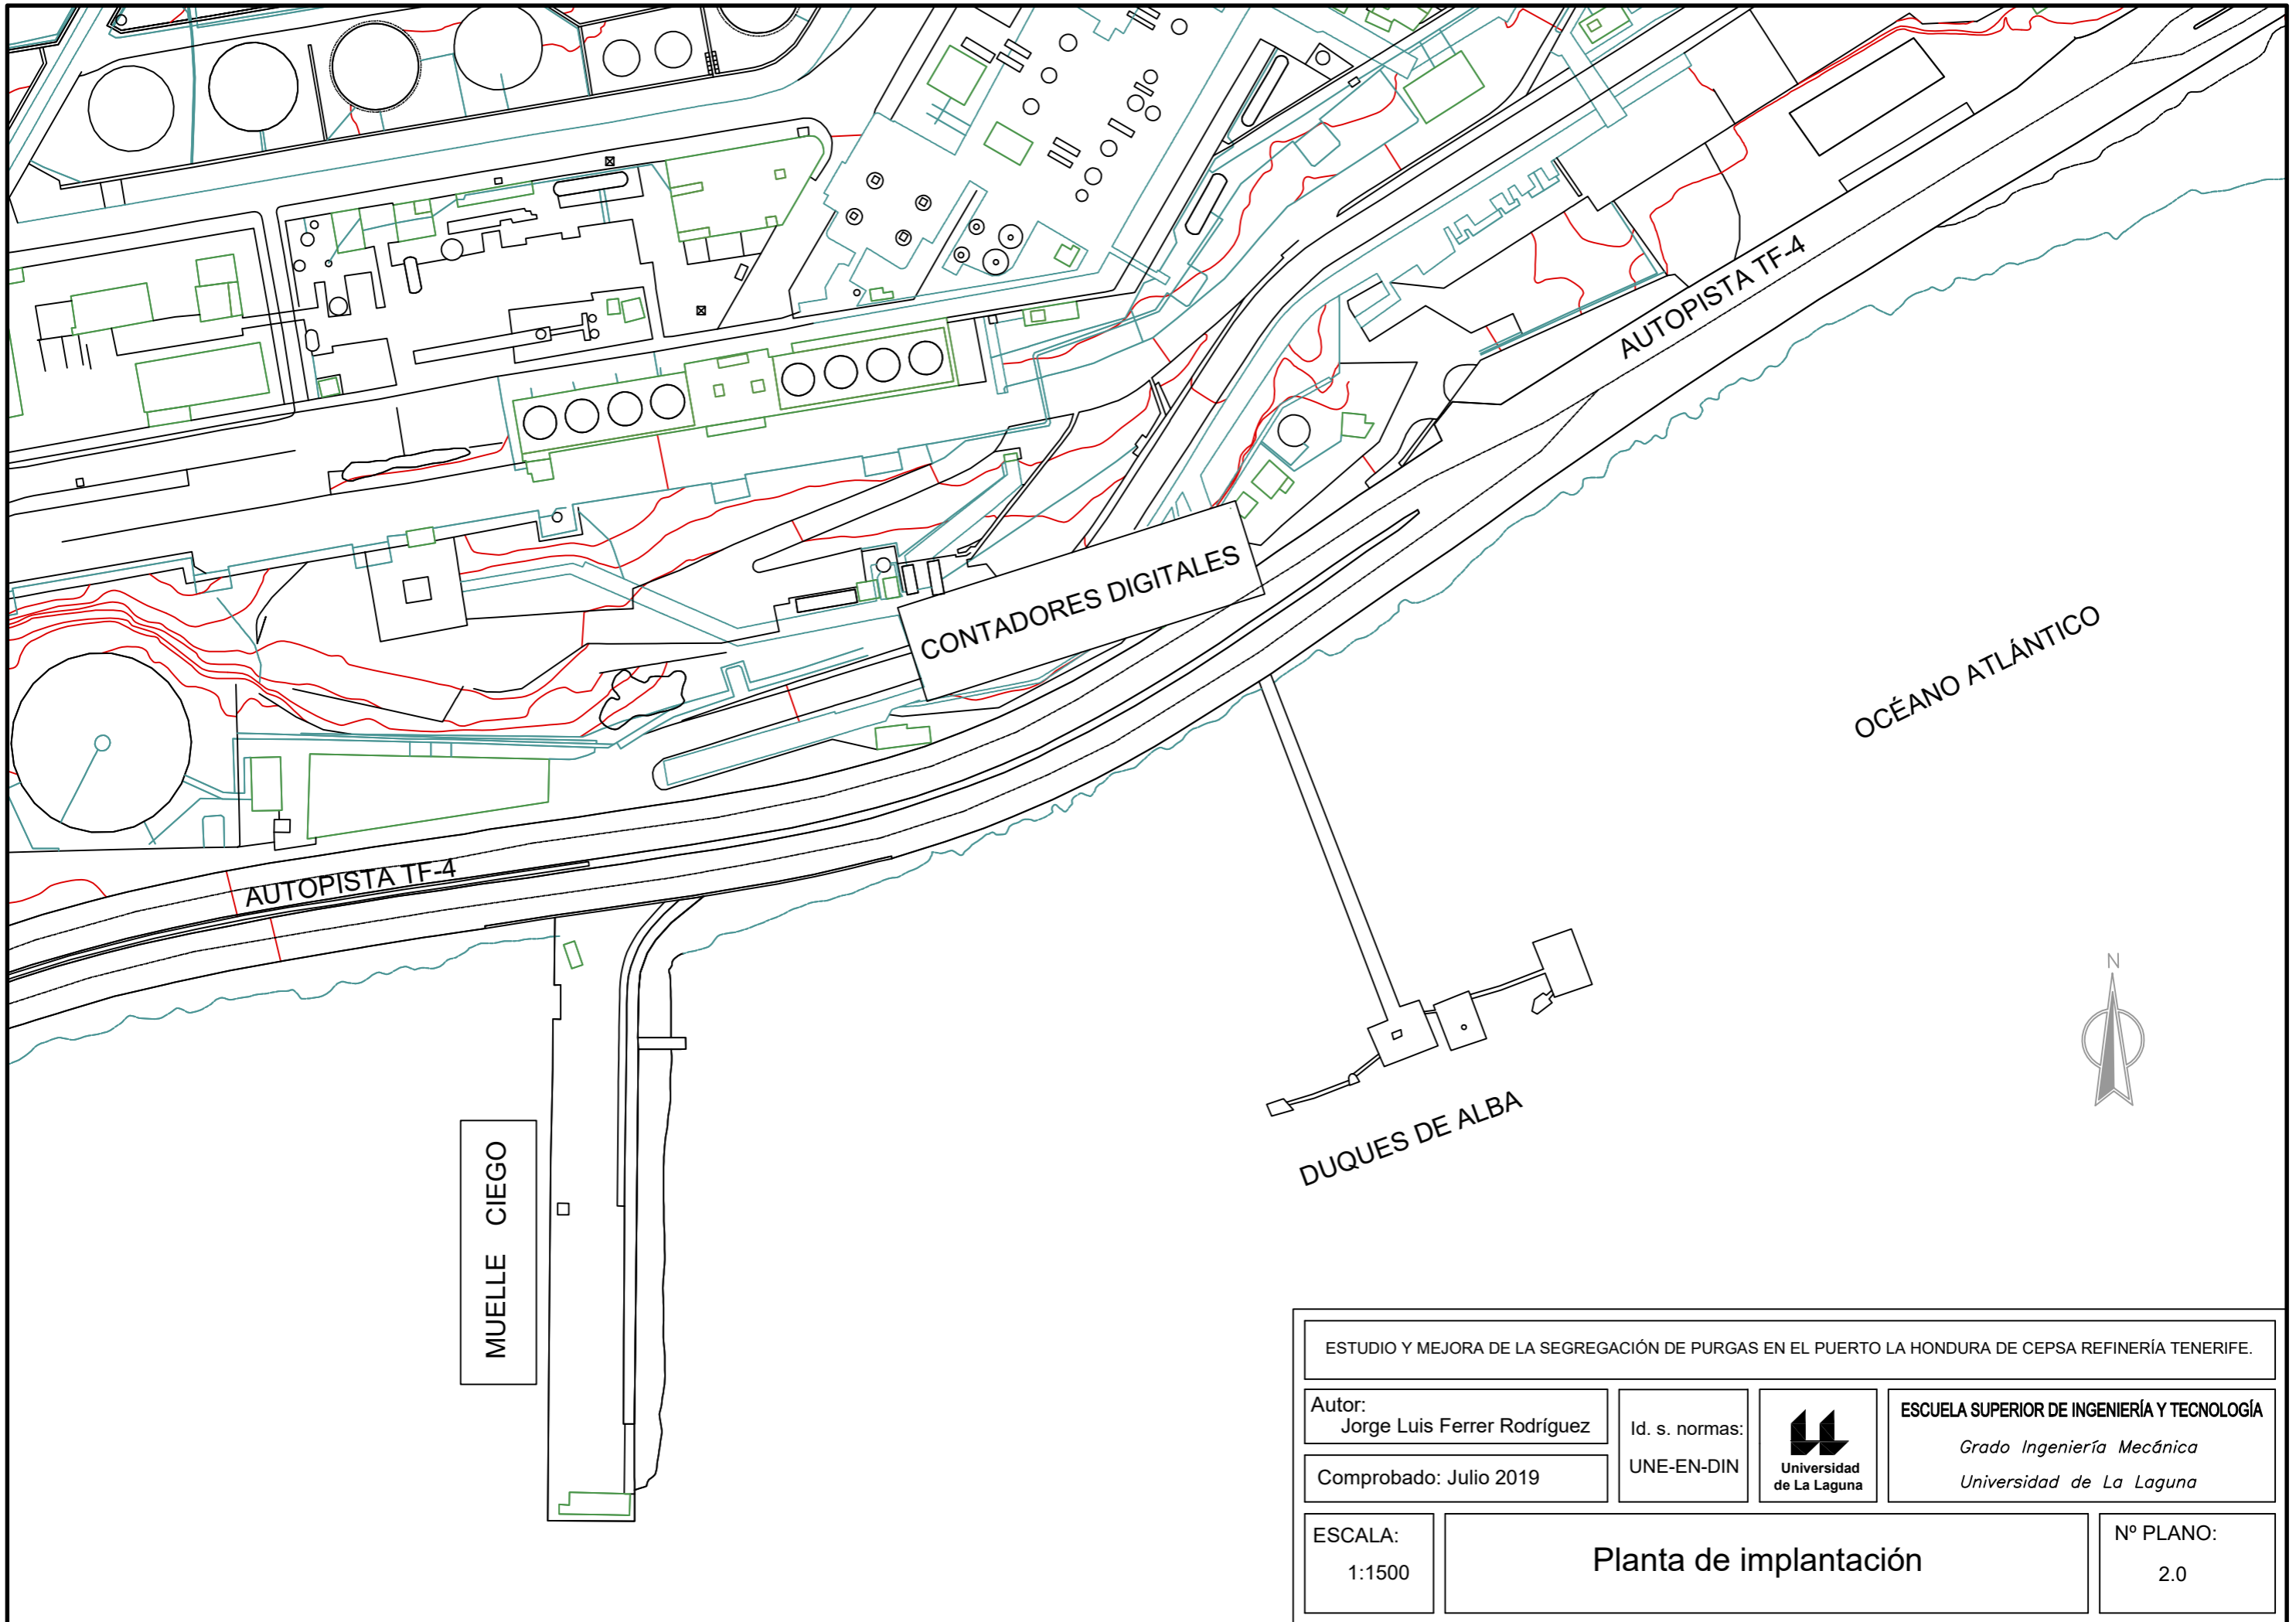 AUTOPISTA TF-4
CONTADORES DIGITALES
OCÉANO ATLÁNTICO
AUTOPISTA TF-4
N
DUQUES DE ALBA
MUELLE CIEGO
ESTUDIO Y MEJORA DE LA SEGREGACIÓN DE PURGAS EN EL PUERTO LA HONDURA DE CEPSA REFINERÍA TENERIFE.
Autor:
Jorge Luis Ferrer Rodríguez
Comprobado: Julio 2019
Id. s. normas:
UNE-EN-DIN
Universidad
de La Laguna
ESCUELA SUPERIOR DE INGENIERÍA Y TECNOLOGÍA
Grado Ingeniería Mecánica
Universidad de La Laguna
ESCALA:
1:1500
Planta de implantación
Nº PLANO:
2.0